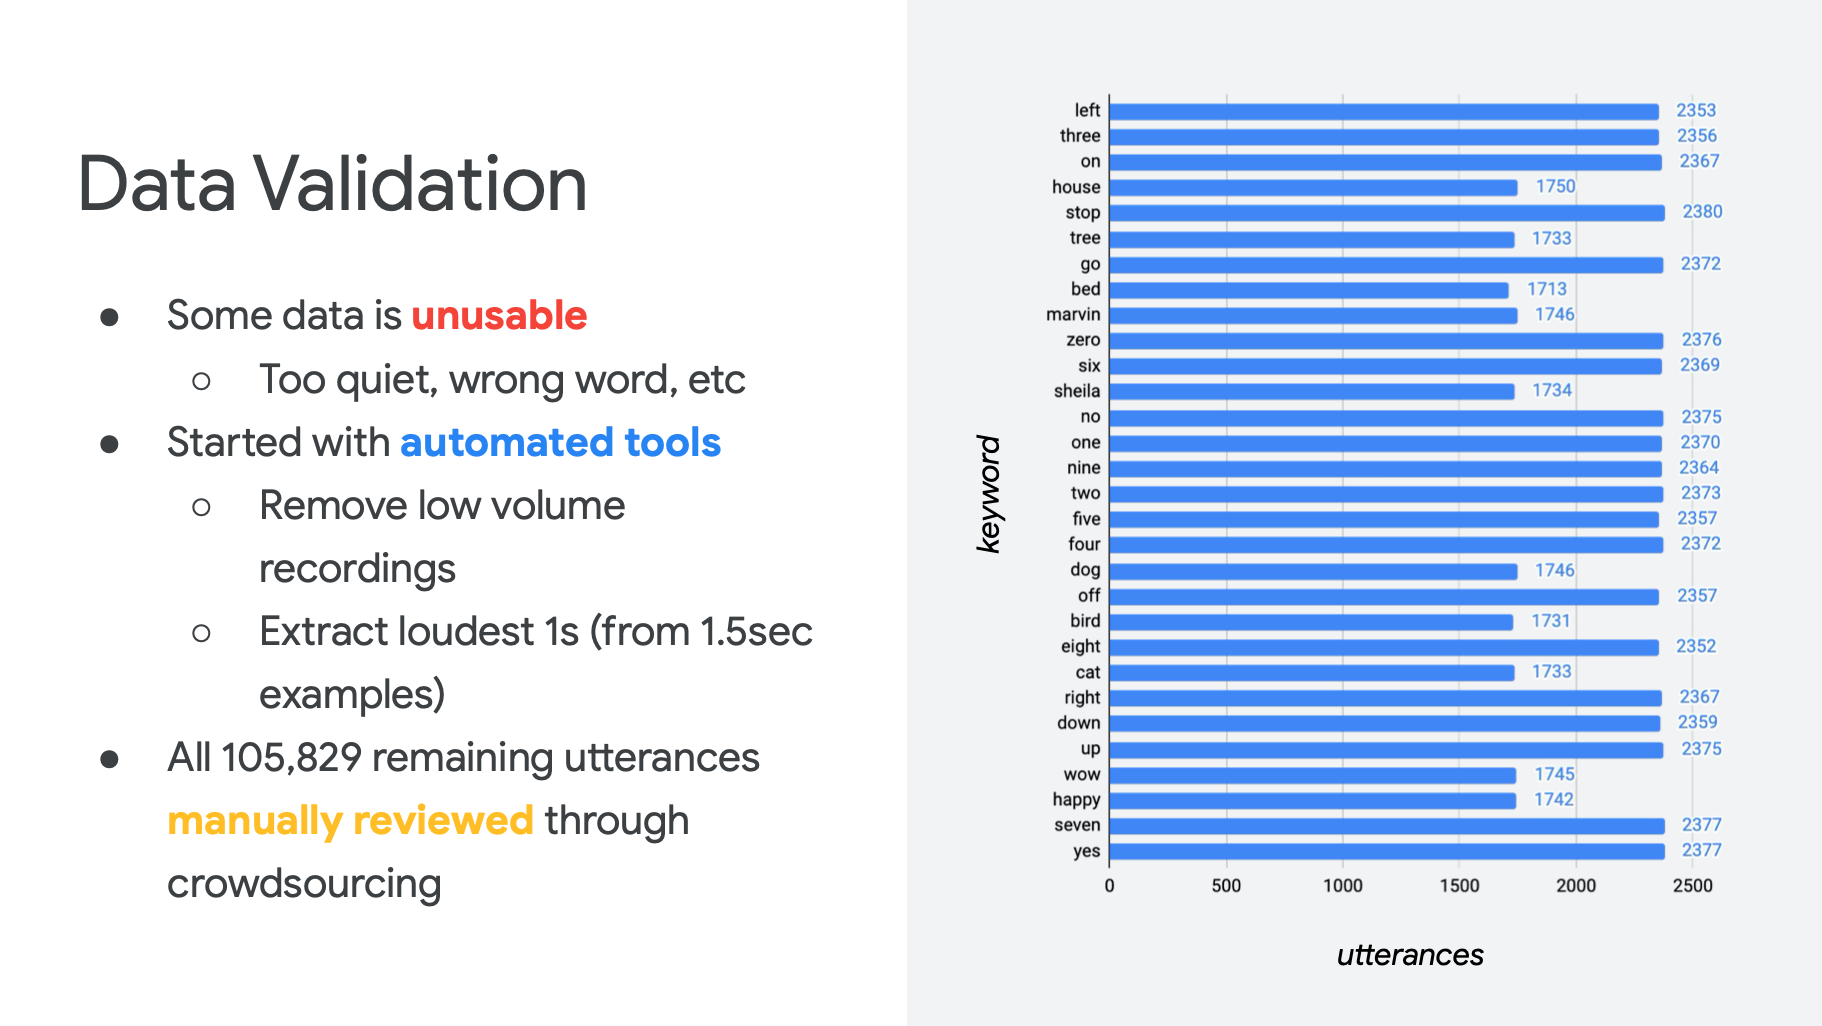 Data Validation
● Some data is unusable
○ Too quiet, wrong word, etc
● Started with automated tools
○ Remove low volume
recordings
○ Extract loudest 1s (from 1.5sec
examples)
● All 105,829 remaining utterances
manually reviewed through
crowdsourcing
keyword
left 2353
three 2356
on 2367
house 1750
stop 2380
tree 1733
go 2372
bed 1713
marvin 1746
zero 2376
six 2369
sheila 1734
no 2375
one 2370
nine 2364
two 2373
five 2357
four 2372
dog 1746
off 2357
bird 1731
eight 2352
cat 1733
right 2367
down 2359
up 2375
wow 1745
happy 1742
seven 2377
yes 2377
0 500 1000 1500 2000 2500
utterances